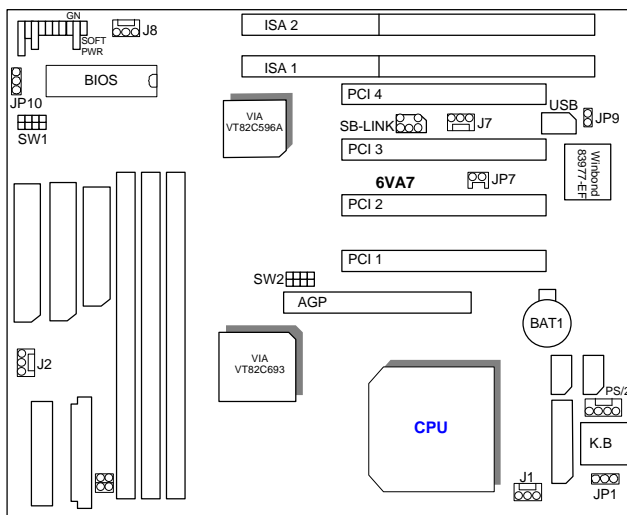 GN
SOFT
PWR
J8
ISA 2
BIOS
ISA 1
JP10
SW1
VIA
VT82C596A
PCI 4
USB
SB-LINK
J7
JP9
PCI 3
Winbond
83977-EF
6VA7
JP7
PCI 2
PCI 1
SW2
AGP
BAT1
VIA
VT82C693
J2
PS/2
CPU
K.B
J1
JP1